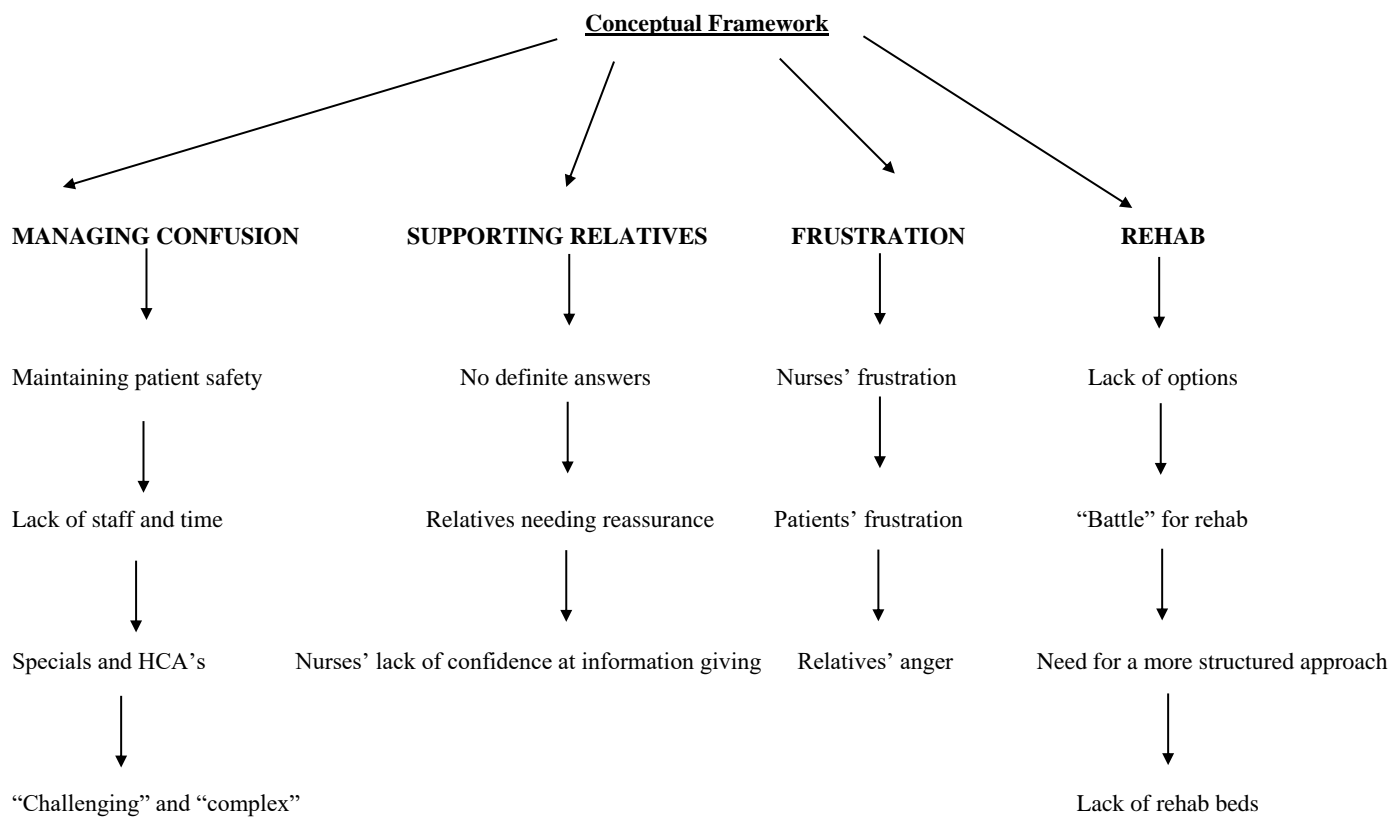 Conceptual Framework
MANAGING CONFUSION SUPPORTING RELATIVES FRUSTRATION REHAB
Maintaining patient safety No definite answers Nurses’ frustration Lack of options
Lack of staff and time Relatives needing reassurance Patients’ frustration “Battle” for rehab
Specials and HCA’s Nurses’ lack of confidence at information giving Relatives’ anger Need for a more structured approach
“Challenging” and “complex” Lack of rehab beds